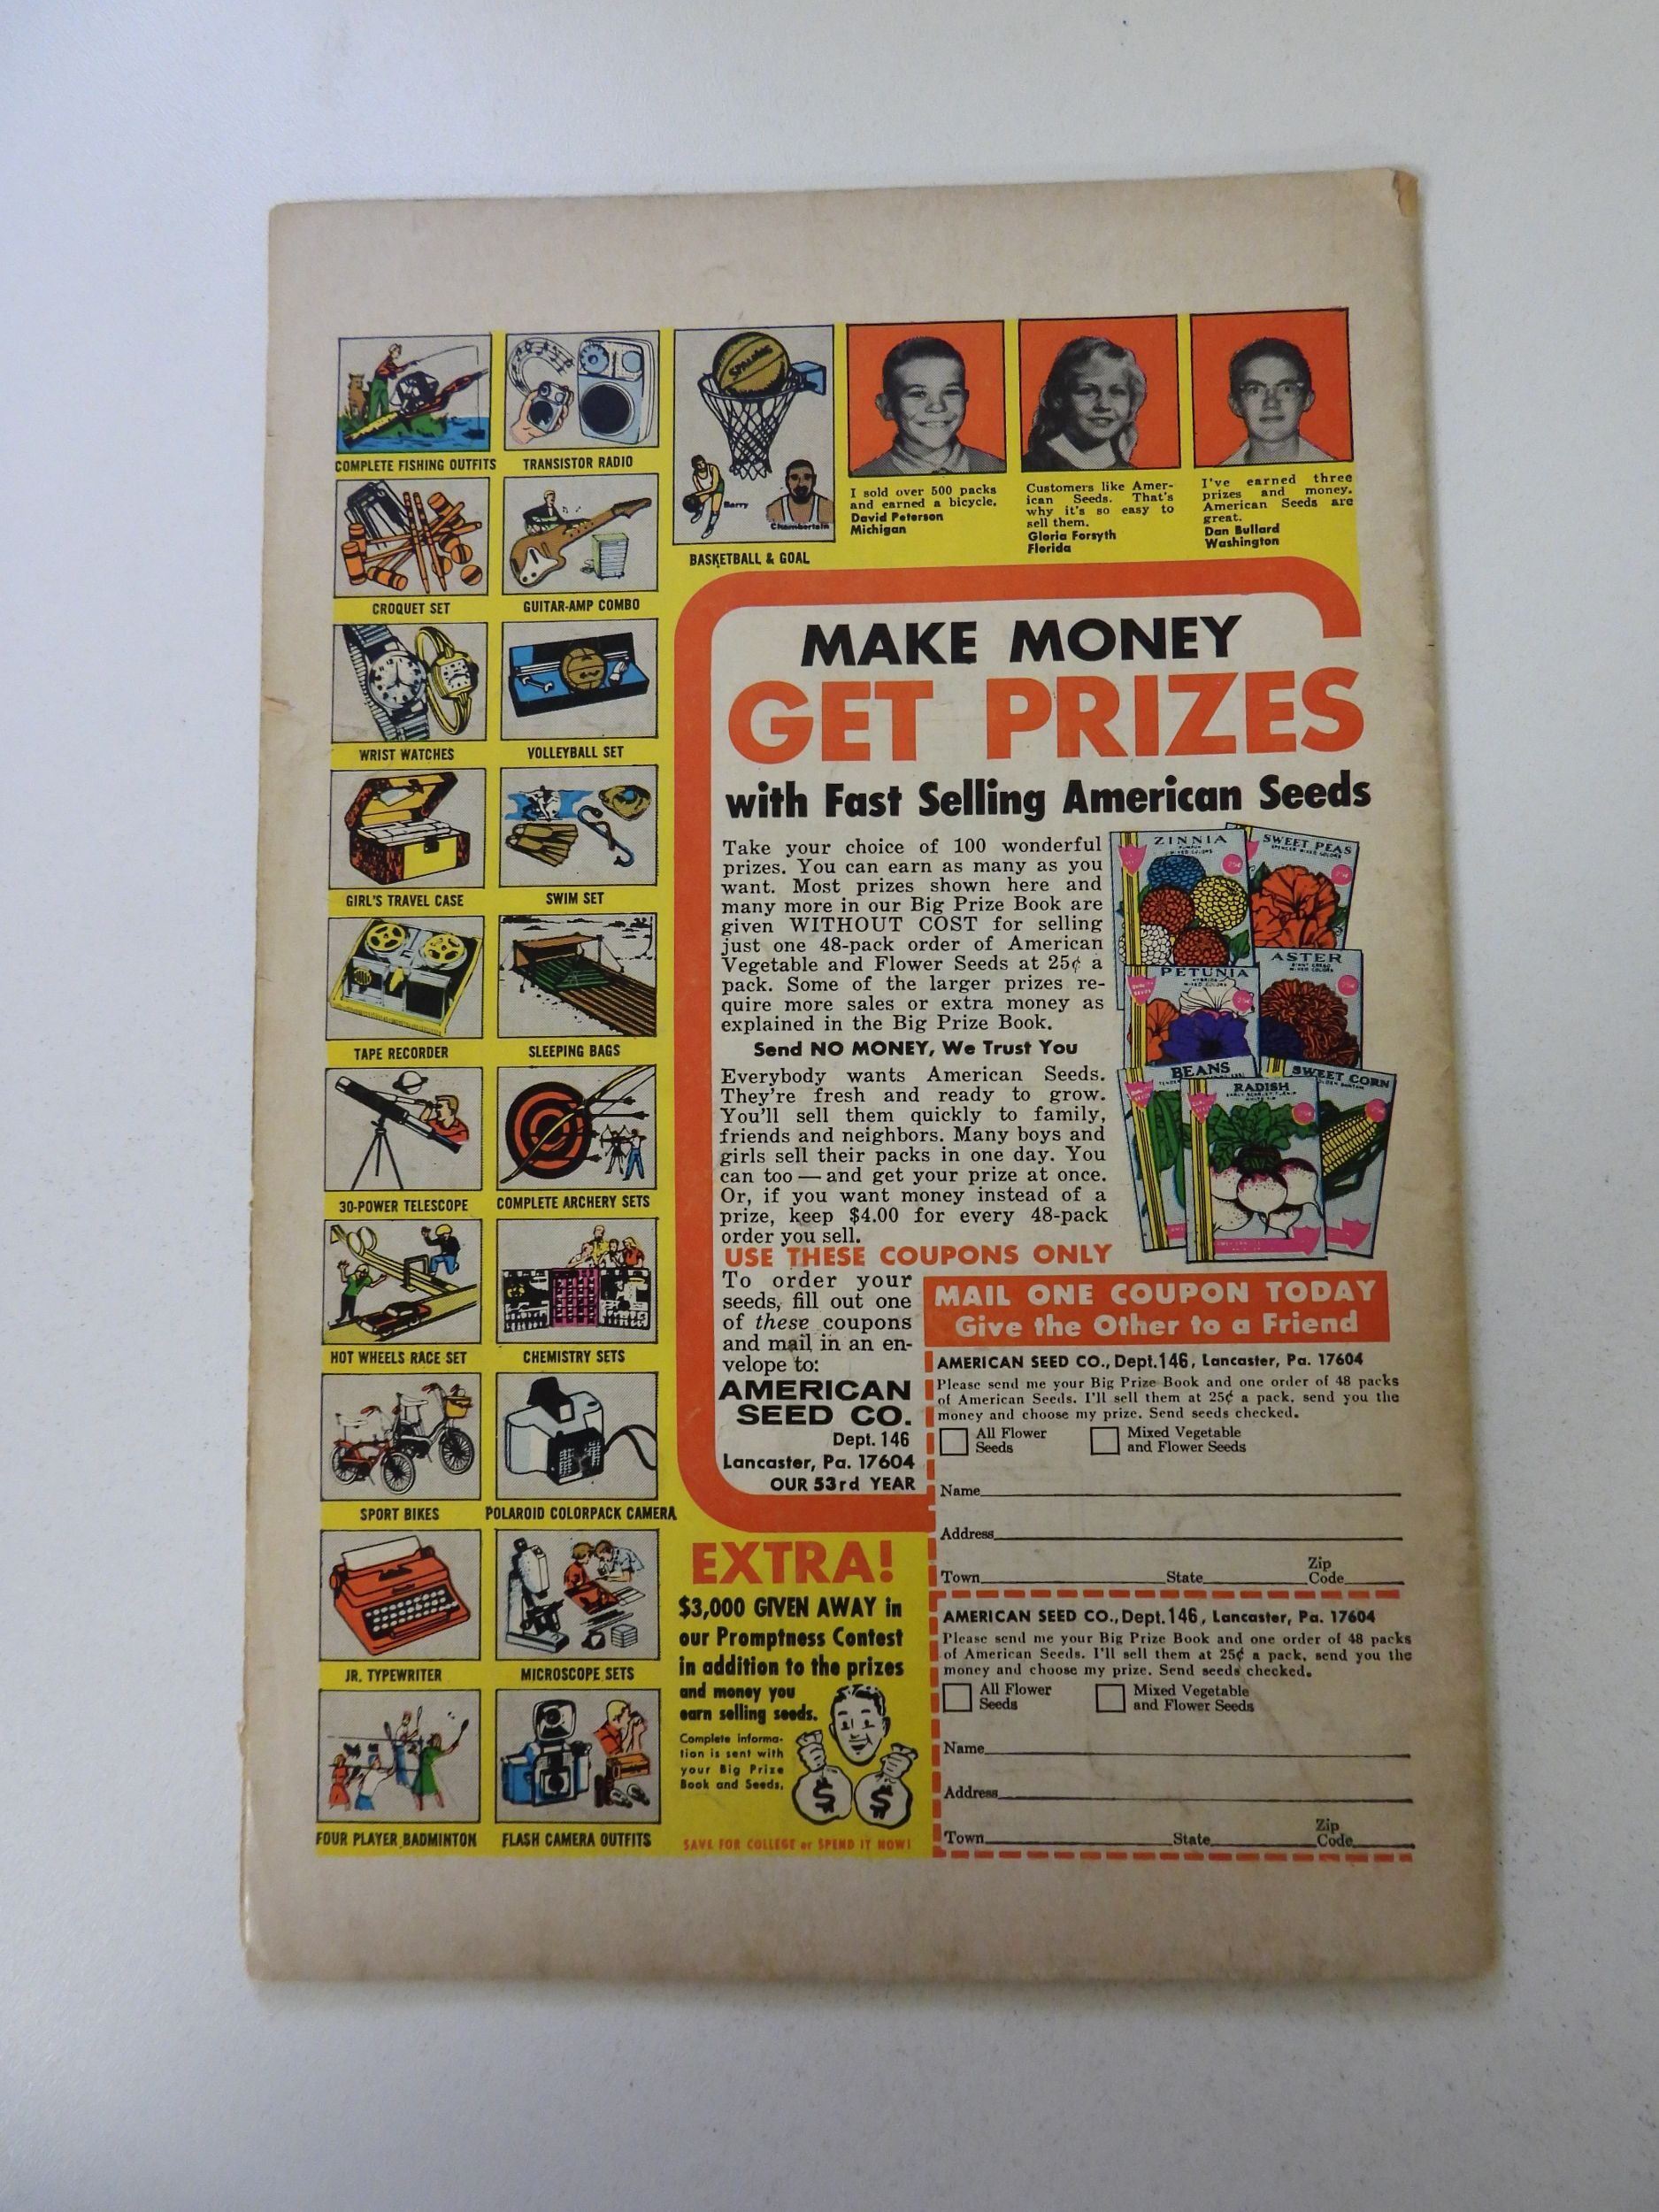 COMPLETE FISHING OUTFITS
TRANSISTOR RADIO
CROQUET SET
GUITAR-AMP COMBO
WRIST WATCHES
VOLLEYBALL SET
GIRL'S TRAVEL CASE
SWIM SET
TAPE RECORDER
SLEEPING BAGS
30-POWER TELESCOPE
COMPLETE ARCHERY SETS
HOT WHEELS RACE SET
CHEMISTRY SETS
SPORT BIKES
POLAROID COLORPACK CAMERA
JR. TYPEWRITER
MICROSCOPE SETS
FOUR PLAYER BADMINTON
FLASH CAMERA OUTFITS
SPALDING
Barry
Chamberlain
BASKETBALL & GOAL
I sold over 500 packs
and earned a bicycle.
David Peterson
Michigan
Customers like Amer-
ican Seeds. That's
why it's so easy to
sell them.
Gloria Forsyth
Florida
I've earned three
prizes and money.
American Seeds are
great.
Dan Bullard
Washington
MAKE MONEY
GET PRIZES
with Fast Selling American Seeds
Take your choice of 100 wonderful
prizes. You can earn as many as you
want. Most prizes shown here and
many more in our Big Prize Book are
given WITHOUT COST for selling
just one 48-pack order of American
Vegetable and Flower Seeds at 25¢ a
pack. Some of the larger prizes re-
quire more sales or extra money as
explained in the Big Prize Book.
Send NO MONEY, We Trust You
Everybody wants American Seeds.
They're fresh and ready to grow.
You'll sell them quickly to family,
friends and neighbors. Many boys and
girls sell their packs in one day. You
can too — and get your prize at once.
Or, if you want money instead of a
prize, keep $4.00 for every 48-pack
order you sell.
ZINNIA
25¢
SWEET PEAS
25¢
PETUNIA
25¢
ASTER
25¢
BEANS
RADISH
SWEET CORN
USE THESE COUPONS ONLY
To order your
seeds, fill out one
of these coupons
and mail in an en-
velope to:
AMERICAN
SEED CO.
Dept. 146
Lancaster, Pa. 17604
OUR 53rd YEAR
MAIL ONE COUPON TODAY
Give the Other to a Friend
AMERICAN SEED CO., Dept. 146, Lancaster, Pa. 17604
Please send me your Big Prize Book and one order of 48 packs
of American Seeds. I'll sell them at 25¢ a pack, send you the
money and choose my prize. Send seeds checked.
All Flower Seeds
Mixed Vegetable and Flower Seeds
Name
Address
Town State Zip Code
AMERICAN SEED CO., Dept. 146, Lancaster, Pa. 17604
Please send me your Big Prize Book and one order of 48 packs
of American Seeds. I'll sell them at 25¢ a pack, send you the
money and choose my prize. Send seeds checked.
All Flower Seeds
Mixed Vegetable and Flower Seeds
Name
Address
Town State Zip Code
EXTRA!
$3,000 GIVEN AWAY in
our Promptness Contest
in addition to the prizes
and money you
earn selling seeds.
Complete informa-
tion is sent with
your Big Prize
Book and Seeds.
$ $
SAVE FOR COLLEGE or SPEND IT NOW!